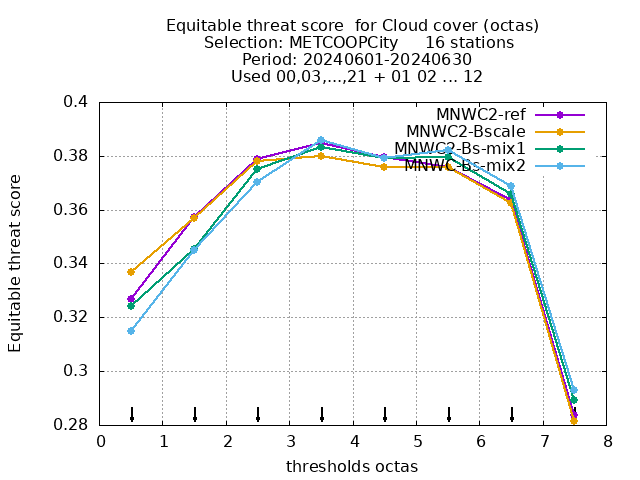 Equitable threat score  for Cloud cover (octas)
Selection: METCOOPCity     16 stations
Period: 20240601-20240630
Used 00,03,...,21 + 01 02 ... 12
MNWC2-ref
MNWC2-Bscale
MNWC2-Bs-mix1
MNWC-Bs-mix2
Equitable threat score
0.4
0.38
0.36
0.34
0.32
0.3
0.28
0 1 2 3 4 5 6 7 8
thresholds octas